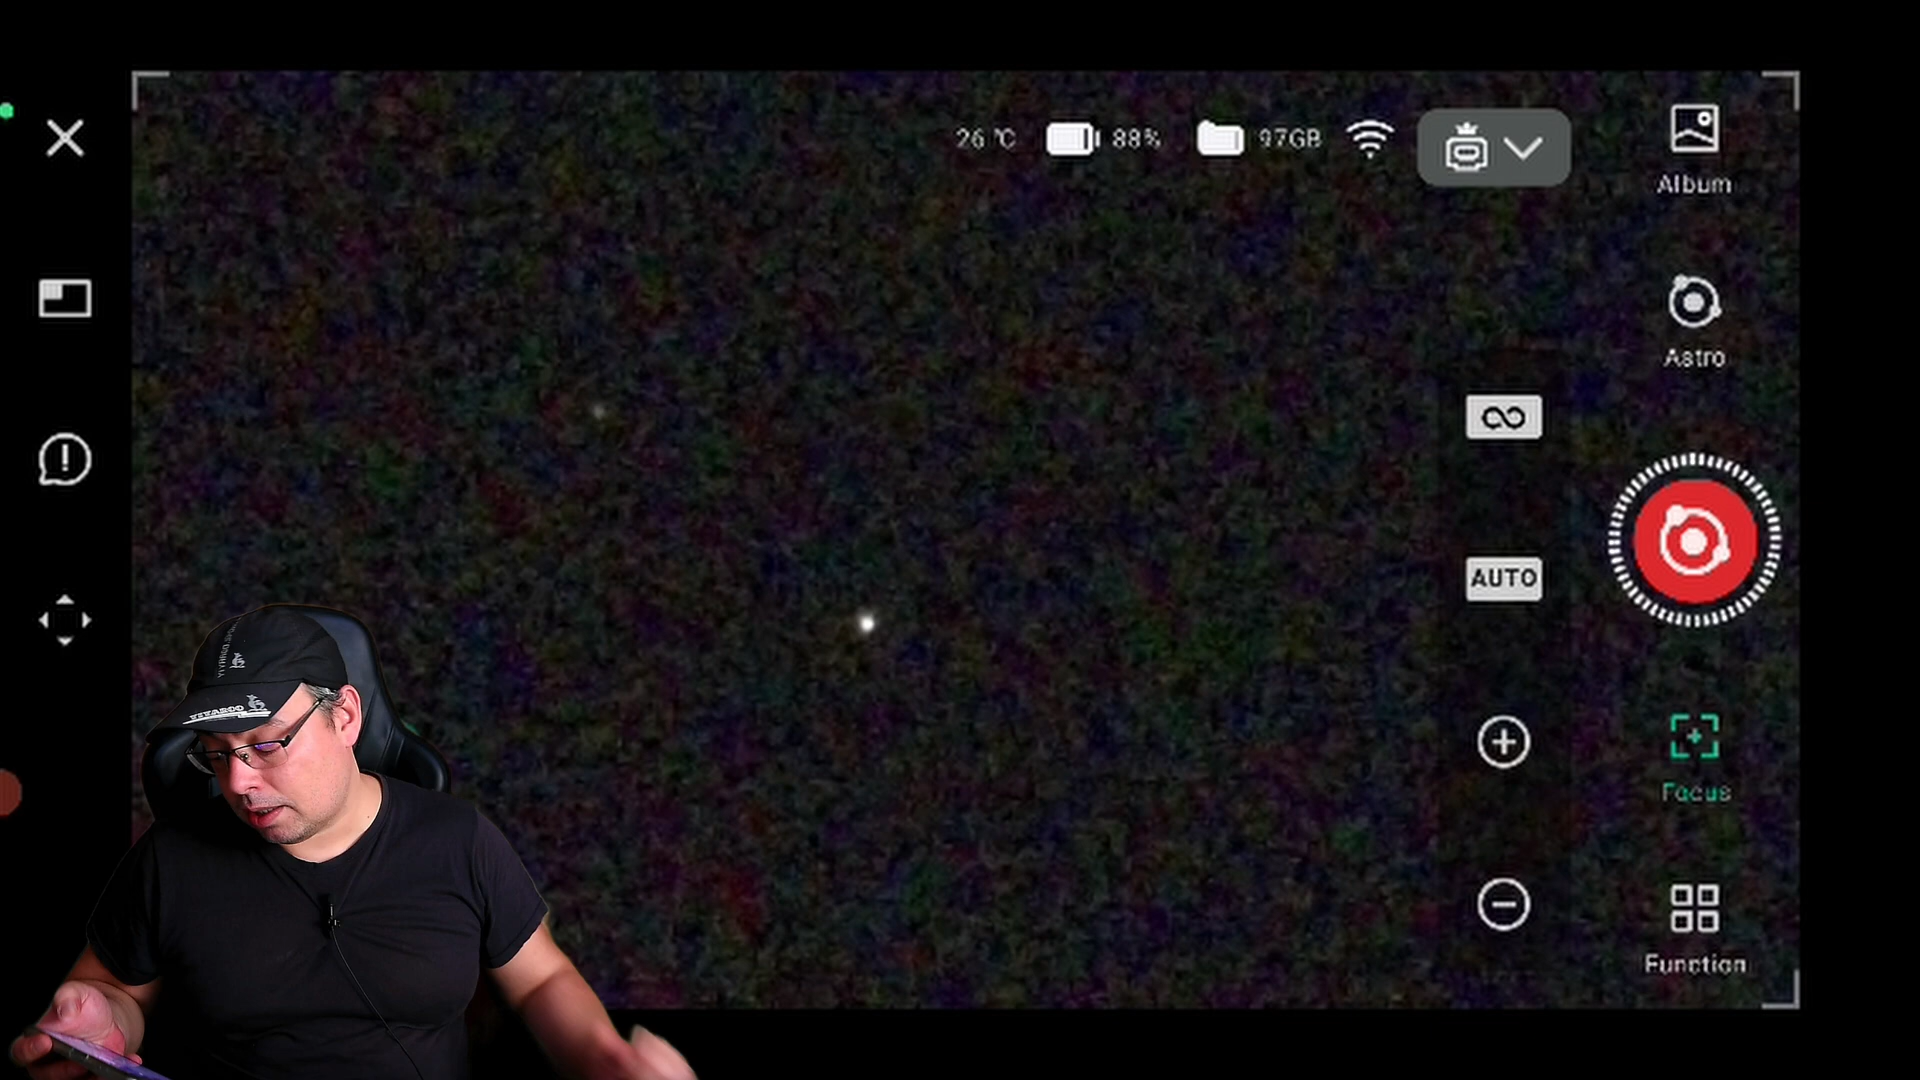 26 ℃ 88% 97GB
Album
Astro
AUTO
Focus
Function